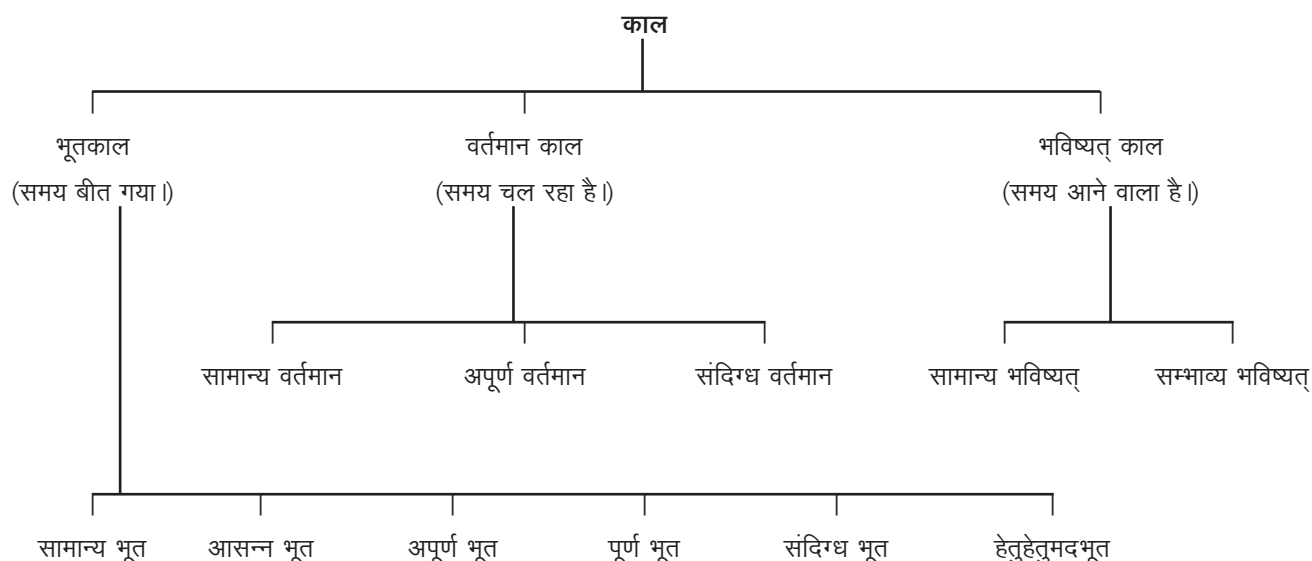 काल
भूतकाल वर्तमान काल भविष्यत् काल
(समय बीत गया।) (समय चल रहा है।) (समय आने वाला है।)
सामान्य वर्तमान अपूर्ण वर्तमान संदिग्ध वर्तमान सामान्य भविष्यत् सम्भाव्य भविष्यत्
सामान्य भूत आसन्न भूत अपूर्ण भूत पूर्ण भूत संदिग्ध भूत हेतुहेतुमदभूत